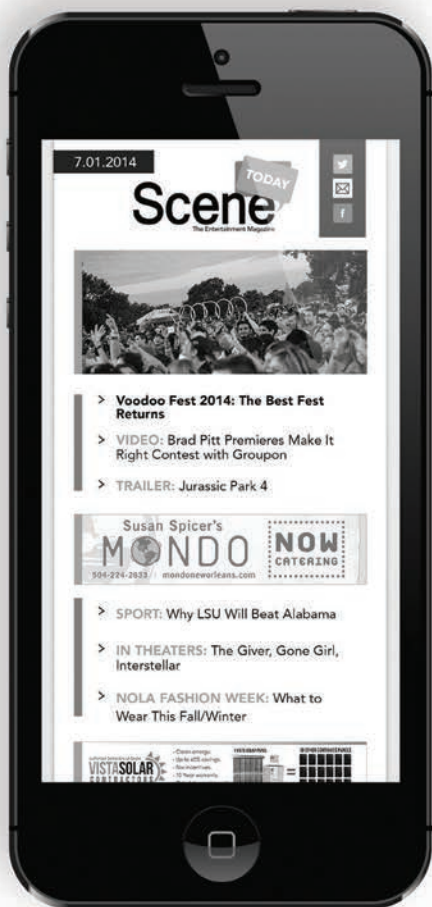 7.01.2014
TODAY
Scene
The Entertainment Magazine
f
> Voodoo Fest 2014: The Best Fest
Returns
> VIDEO: Brad Pitt Premieres Make It
Right Contest with Groupon
> TRAILER: Jurassic Park 4
Susan Spicer's
MONDO
504-224-2633 | mondoneworleans.com
NOW
CATERING
> SPORT: Why LSU Will Beat Alabama
> IN THEATERS: The Giver, Gone Girl,
Interstellar
> NOLA FASHION WEEK: What to
Wear This Fall/Winter
VISTASOLAR
CONTRACTORS